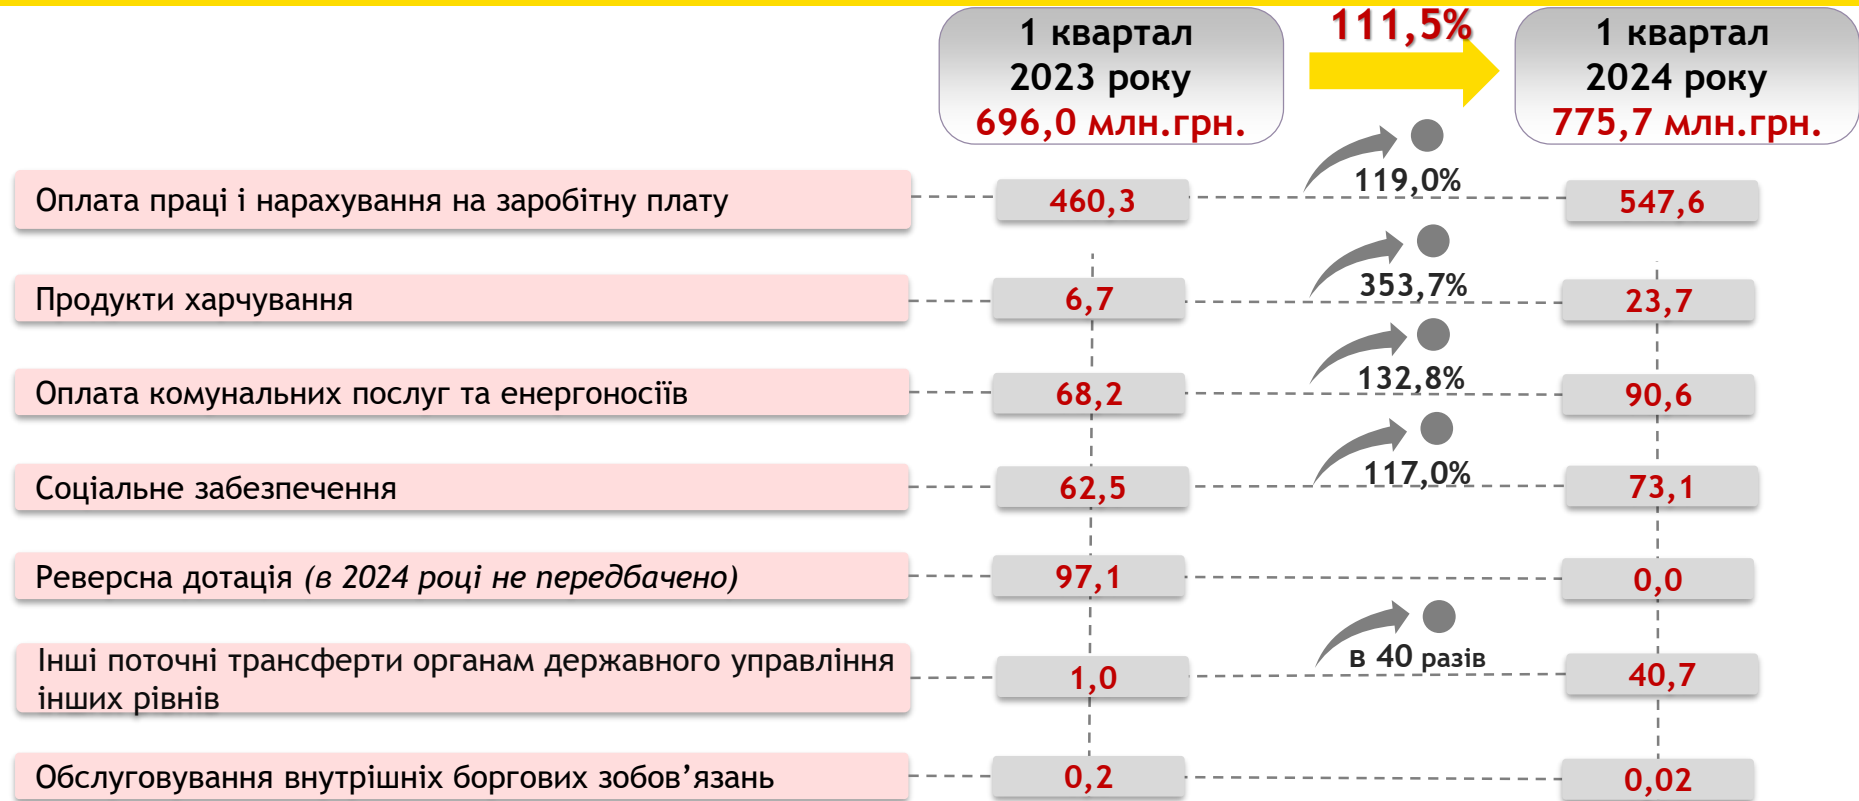 1 квартал
2023 року
696,0 млн.грн.
111,5%
1 квартал
2024 року
775,7 млн.грн.
Оплата праці і нарахування на заробітну плату
460,3
119,0%
547,6
Продукти харчування
6,7
353,7%
23,7
Оплата комунальних послуг та енергоносіїв
68,2
132,8%
90,6
Соціальне забезпечення
62,5
117,0%
73,1
Реверсна дотація (в 2024 році не передбачено)
97,1
0,0
Інші поточні трансферти органам державного управління
інших рівнів
1,0
в 40 разів
40,7
Обслуговування внутрішніх боргових зобов’язань
0,2
0,02